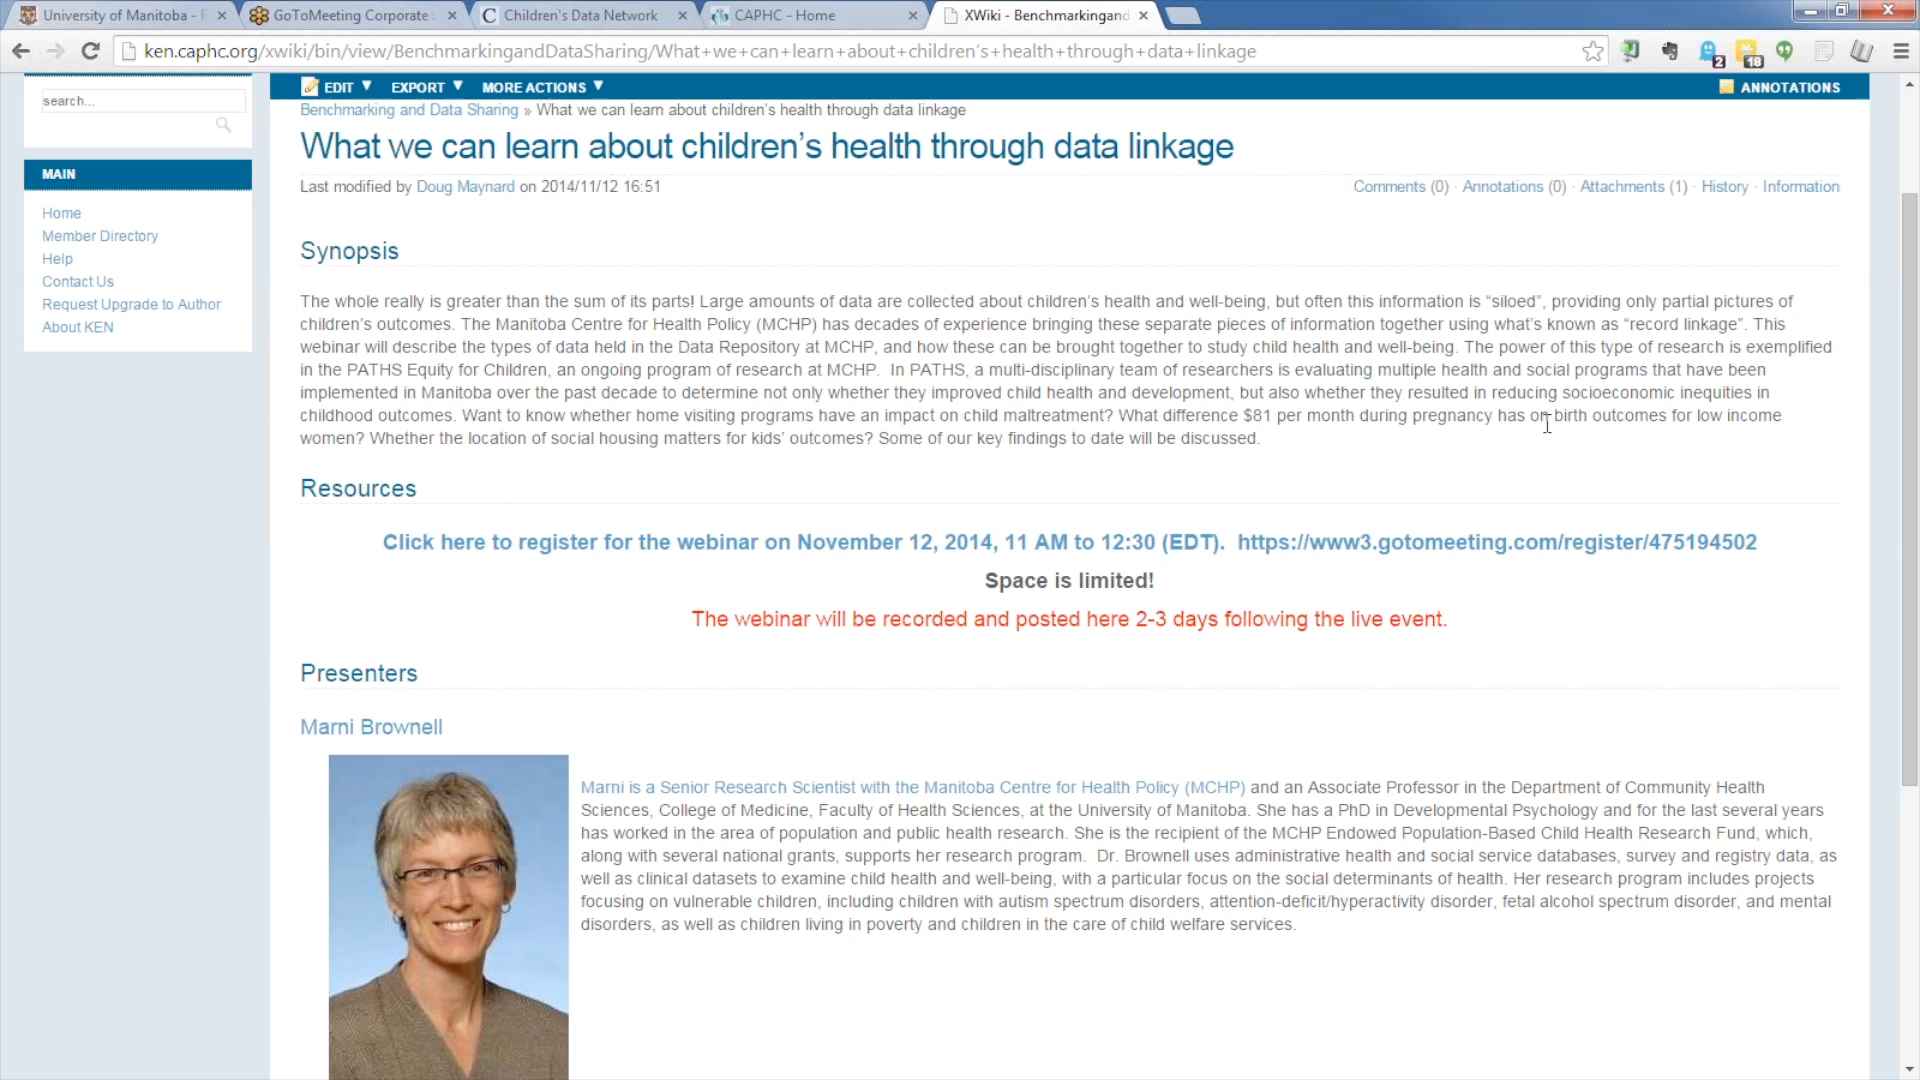 University of Manitoba - F
GoToMeeting Corporate
Children's Data Network
CAPHC - Home
XWiki - Benchmarkingand
ken.caphc.org/xwiki/bin/view/BenchmarkingandDataSharing/What+we+can+learn+about+children's+health+through+data+linkage
2
18
search...
EDIT
EXPORT
MORE ACTIONS
ANNOTATIONS
Benchmarking and Data Sharing » What we can learn about children's health through data linkage
What we can learn about children's health through data linkage
MAIN
Last modified by Doug Maynard on 2014/11/12 16:51
Comments (0) · Annotations (0) · Attachments (1) · History · Information
Home
Member Directory
Help
Contact Us
Request Upgrade to Author
About KEN
Synopsis
The whole really is greater than the sum of its parts! Large amounts of data are collected about children's health and well-being, but often this information is “siloed”, providing only partial pictures of
children's outcomes. The Manitoba Centre for Health Policy (MCHP) has decades of experience bringing these separate pieces of information together using what's known as “record linkage”. This
webinar will describe the types of data held in the Data Repository at MCHP, and how these can be brought together to study child health and well-being. The power of this type of research is exemplified
in the PATHS Equity for Children, an ongoing program of research at MCHP.  In PATHS, a multi-disciplinary team of researchers is evaluating multiple health and social programs that have been
implemented in Manitoba over the past decade to determine not only whether they improved child health and development, but also whether they resulted in reducing socioeconomic inequities in
childhood outcomes. Want to know whether home visiting programs have an impact on child maltreatment? What difference $81 per month during pregnancy has on birth outcomes for low income
women? Whether the location of social housing matters for kids' outcomes? Some of our key findings to date will be discussed.
Resources
Click here to register for the webinar on November 12, 2014, 11 AM to 12:30 (EDT).  https://www3.gotomeeting.com/register/475194502
Space is limited!
The webinar will be recorded and posted here 2-3 days following the live event.
Presenters
Marni Brownell
Marni is a Senior Research Scientist with the Manitoba Centre for Health Policy (MCHP) and an Associate Professor in the Department of Community Health
Sciences, College of Medicine, Faculty of Health Sciences, at the University of Manitoba. She has a PhD in Developmental Psychology and for the last several years
has worked in the area of population and public health research. She is the recipient of the MCHP Endowed Population-Based Child Health Research Fund, which,
along with several national grants, supports her research program.  Dr. Brownell uses administrative health and social service databases, survey and registry data, as
well as clinical datasets to examine child health and well-being, with a particular focus on the social determinants of health. Her research program includes projects
focusing on vulnerable children, including children with autism spectrum disorders, attention-deficit/hyperactivity disorder, fetal alcohol spectrum disorder, and mental
disorders, as well as children living in poverty and children in the care of child welfare services.